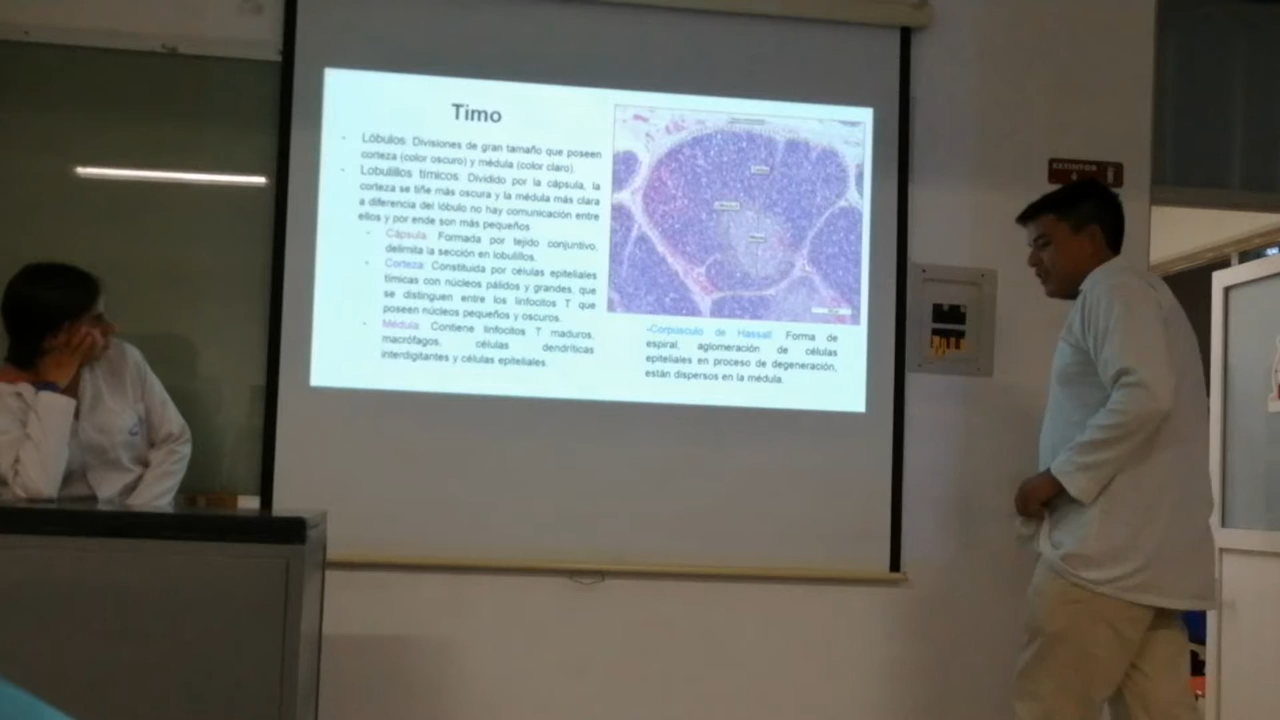 Timo
- Lóbulos: Divisiones de gran tamaño que poseen
corteza (color oscuro) y médula (color claro).
- Lobulillos tímicos: Dividido por la cápsula, la
corteza se tiñe más oscura y la médula más clara
a diferencia del lóbulo no hay comunicación entre
ellos y por ende son más pequeños
- Cápsula: Formada por tejido conjuntivo,
delimita la sección en lobulillos.
- Corteza: Constituida por células epiteliales
tímicas con núcleos pálidos y grandes, que
se distinguen entre los linfocitos T que
poseen núcleos pequeños y oscuros.
- Médula: Contiene linfocitos T maduros,
macrófagos, células dendríticas
interdigitantes y células epiteliales.
-Corpúsculo de Hassall: Forma de
espiral, aglomeración de células
epiteliales en proceso de degeneración,
están dispersos en la médula.
EXTINTOR